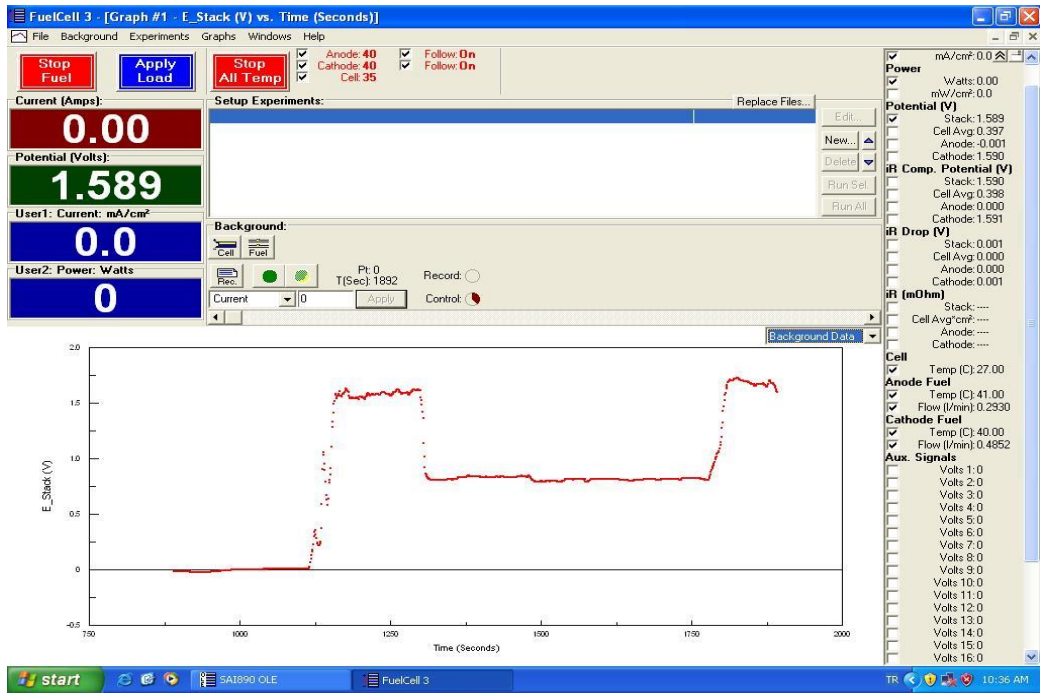 FuelCell 3 - [Graph #1 - E_Stack (V) vs. Time (Seconds)]
File Background Experiments Graphs Windows Help
Stop Fuel
Apply Load
Stop All Temp
Anode: 40 Follow: On
Cathode: 40 Follow: On
Cell: 35
Current (Amps):
0.00
Potential (Volts):
1.589
User1: Current: mA/cm²
0.0
User2: Power: Watts
0
Setup Experiments:
Replace Files...
Edit...
New...
Delete
Run Sel.
Run All
Background:
Cell Fuel
Rec.
Pt: 0
T(Sec): 1892
Record:
Current 0 Apply Control:
Background Data
2.0
1.5
1.0
0.5
0
-0.5
E_Stack (V)
750 1000 1250 1500 1750 2000
Time (Seconds)
mA/cm²: 0.0
Power
Watts: 0.00
mW/cm²: 0.0
Potential (V)
Stack: 1.589
Cell Avg: 0.397
Anode: -0.001
Cathode: 1.590
iR Comp. Potential (V)
Stack: 1.590
Cell Avg: 0.398
Anode: 0.000
Cathode: 1.591
iR Drop (V)
Stack: 0.001
Cell Avg: 0.000
Anode: 0.000
Cathode: 0.001
iR (mOhm)
Stack: ----
Cell Avg*cm²: ----
Anode: ----
Cathode: ----
Cell
Temp (C): 27.00
Anode Fuel
Temp (C): 41.00
Flow (l/min): 0.2930
Cathode Fuel
Temp (C): 40.00
Flow (l/min): 0.4852
Aux. Signals
Volts 1: 0
Volts 2: 0
Volts 3: 0
Volts 4: 0
Volts 5: 0
Volts 6: 0
Volts 7: 0
Volts 8: 0
Volts 9: 0
Volts 10: 0
Volts 11: 0
Volts 12: 0
Volts 13: 0
Volts 14: 0
Volts 15: 0
Volts 16: 0
start
SAI890 OLE
FuelCell 3
TR
10:36 AM